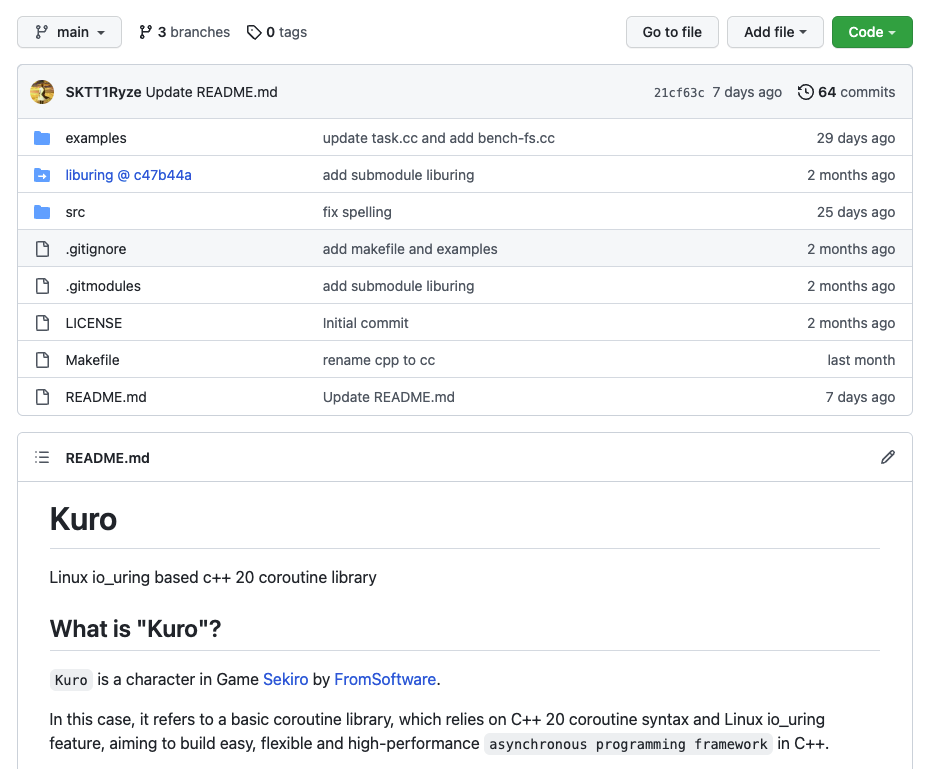 main 3 branches 0 tags Go to file Add file Code
SKTT1Ryze Update README.md 21cf63c 7 days ago 64 commits
examples update task.cc and add bench-fs.cc 29 days ago
liburing @ c47b44a add submodule liburing 2 months ago
src fix spelling 25 days ago
.gitignore add makefile and examples 2 months ago
.gitmodules add submodule liburing 2 months ago
LICENSE Initial commit 2 months ago
Makefile rename cpp to cc last month
README.md Update README.md 7 days ago
README.md
Kuro
Linux io_uring based c++ 20 coroutine library
What is "Kuro"?
Kuro is a character in Game Sekiro by FromSoftware.
In this case, it refers to a basic coroutine library, which relies on C++ 20 coroutine syntax and Linux io_uring
feature, aiming to build easy, flexible and high-performance asynchronous programming framework in C++.